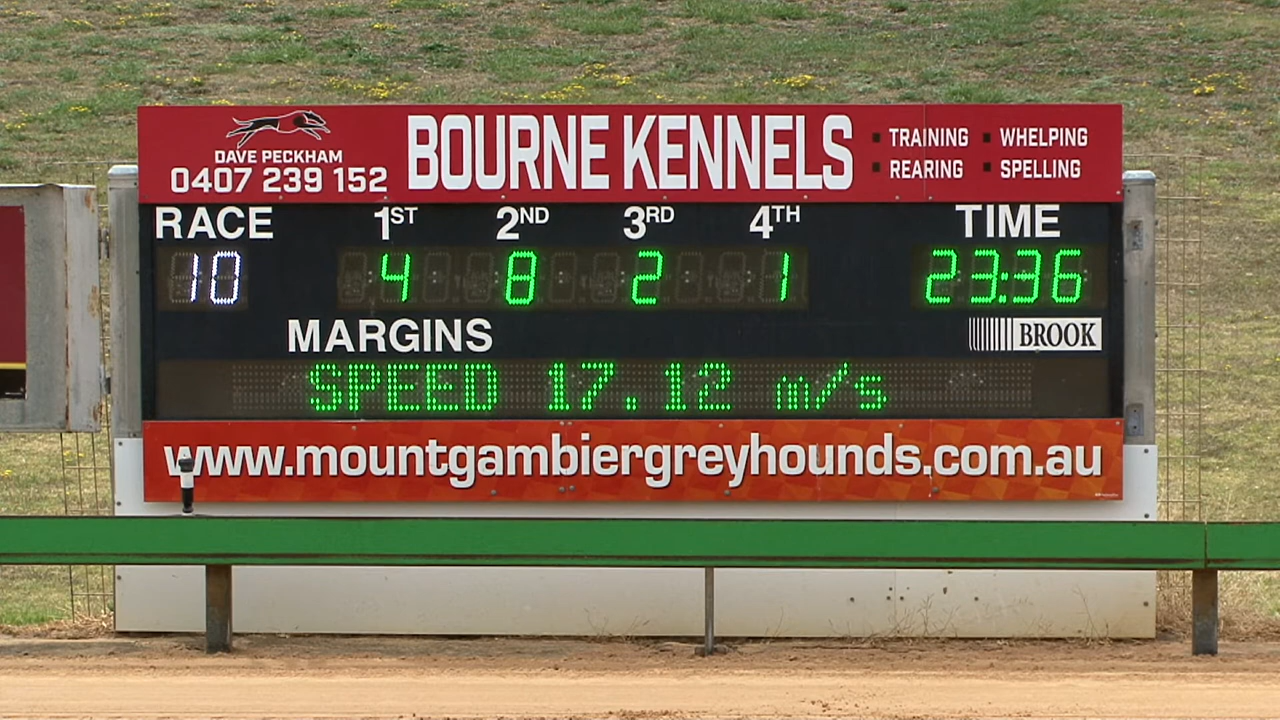 DAVE PECKHAM
0407 239 152
BOURNE KENNELS
TRAINING WHELPING
REARING SPELLING
RACE 1ST 2ND 3RD 4TH TIME
10 4 8 2 1 23:36
MARGINS
BROOK
SPEED 17.12 m/s
www.mountgambiergreyhounds.com.au